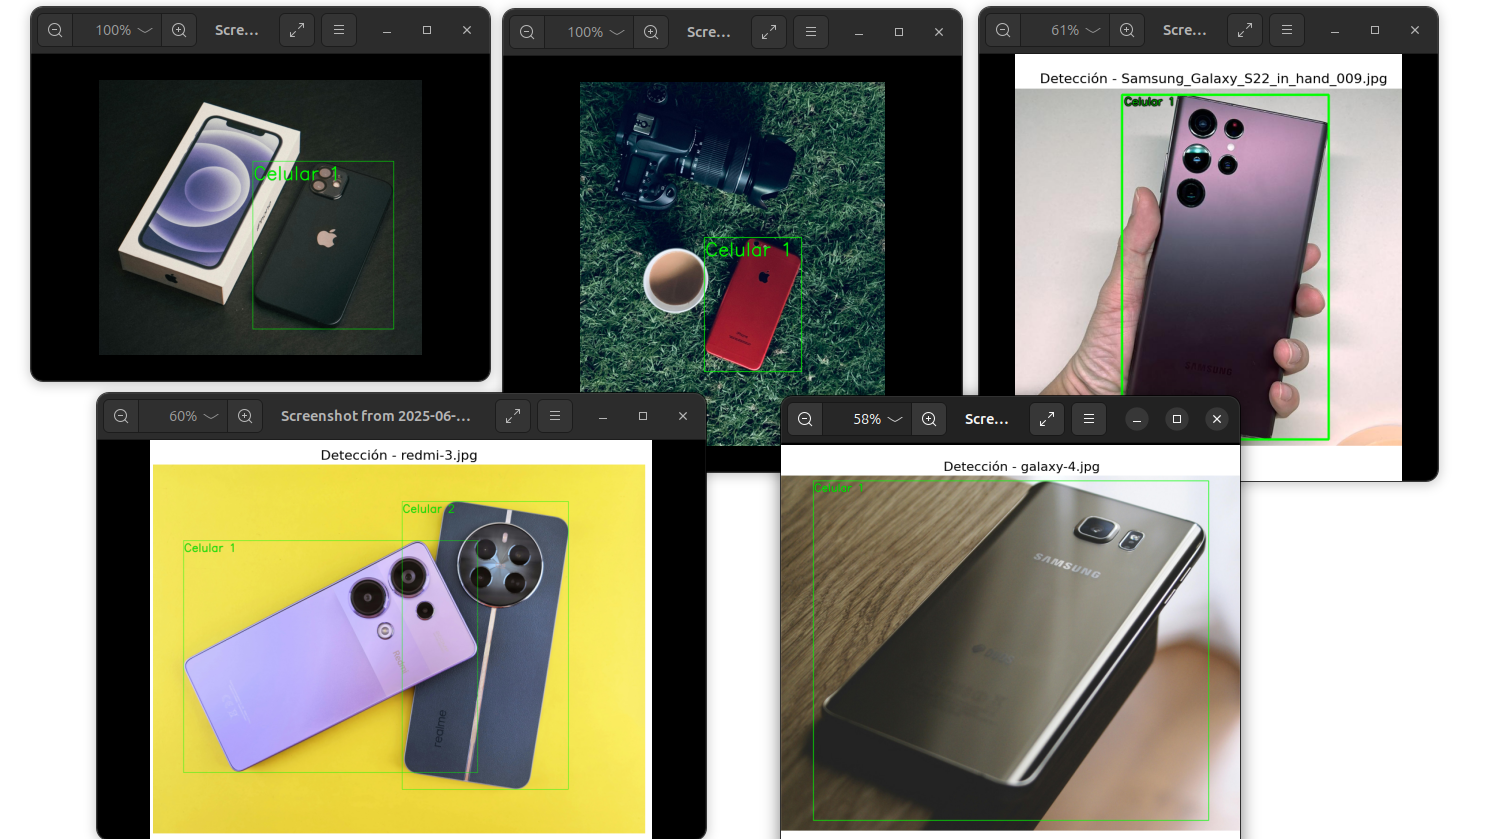 100%
Scre...
Celular 1
100%
Scre...
Celular 1
61%
Scre...
Detección - Samsung_Galaxy_S22_in_hand_009.jpg
Celular 1
SAMSUNG
60%
Screenshot from 2025-06-...
Detección - redmi-3.jpg
Celular 2
Celular 1
Redmi
realme
58%
Scre...
Detección - galaxy-4.jpg
Celular 1
SAMSUNG